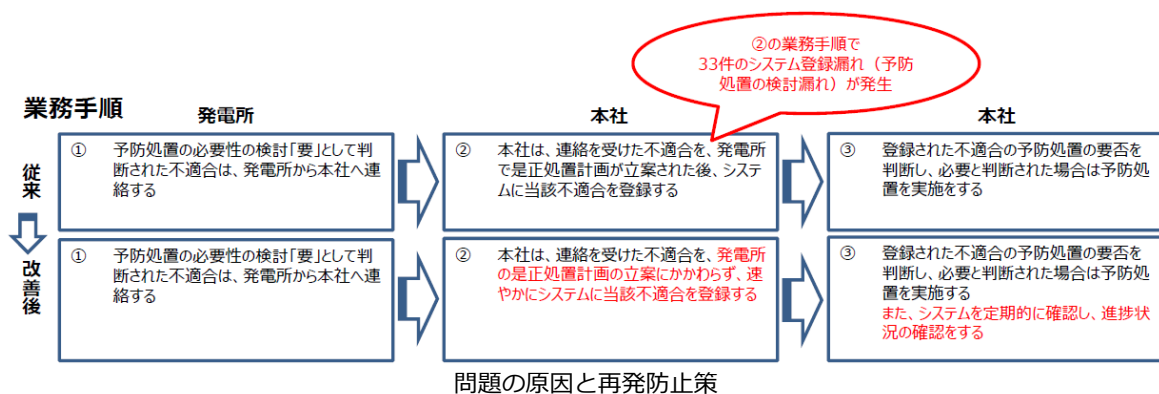 ②の業務手順で
33件のシステム登録漏れ（予防
処置の検討漏れ）が発生
業務手順
発電所
本社
本社
従来
① 予防処置の必要性の検討「要」として判
断された不適合は、発電所から本社へ連
絡する
② 本社は、連絡を受けた不適合を、発電所
で是正処置計画が立案された後、システ
ムに当該不適合を登録する
③ 登録された不適合の予防処置の要否を
判断し、必要と判断された場合は予防処
置を実施をする
改善後
① 予防処置の必要性の検討「要」として判
断された不適合は、発電所から本社へ連
絡する
② 本社は、連絡を受けた不適合を、発電所
の是正処置計画の立案にかかわらず、速
やかにシステムに当該不適合を登録する
③ 登録された不適合の予防処置の要否を
判断し、必要と判断された場合は予防処
置を実施する
また、システムを定期的に確認し、進捗状
況の確認をする
問題の原因と再発防止策